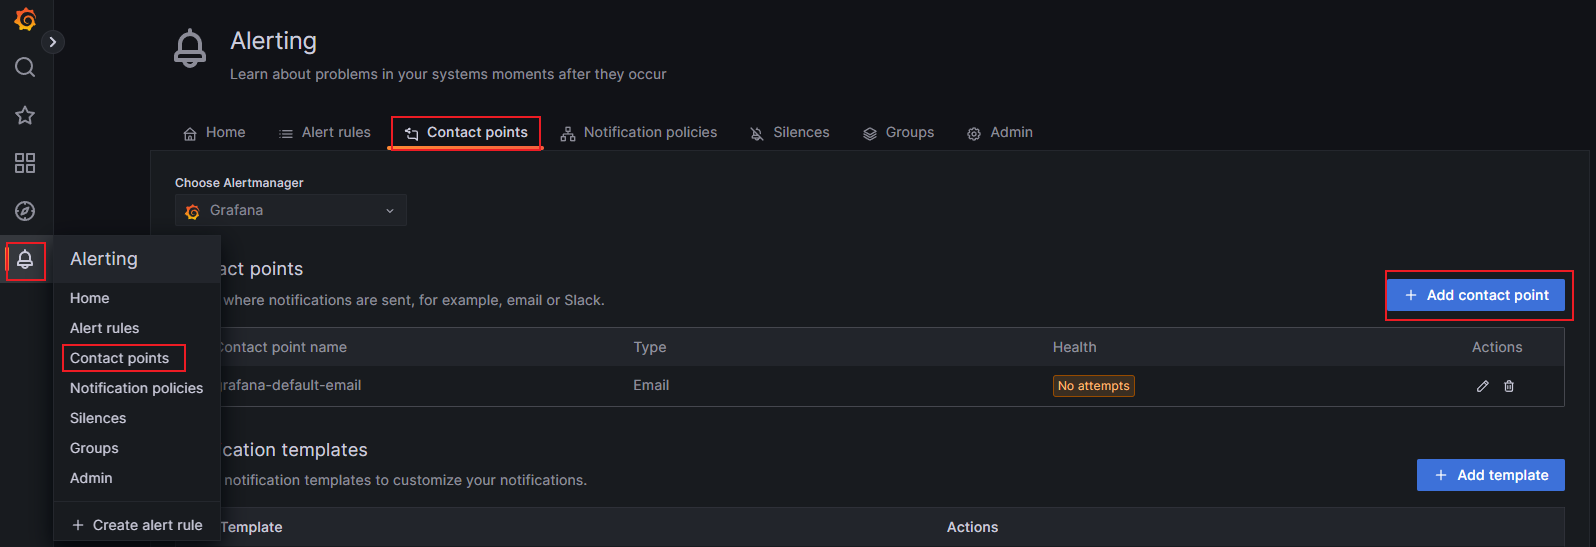 Alerting
Learn about problems in your systems moments after they occur
Home
Alert rules
Contact points
Notification policies
Silences
Groups
Admin
Choose Alertmanager
Grafana
Alerting
Home
Alert rules
Contact points
Notification policies
Silences
Groups
Admin
+ Create alert rule
act points
where notifications are sent, for example, email or Slack.
+ Add contact point
ontact point name
Type
Health
Actions
grafana-default-email
Email
No attempts
cation templates
notification templates to customize your notifications.
+ Add template
Template
Actions